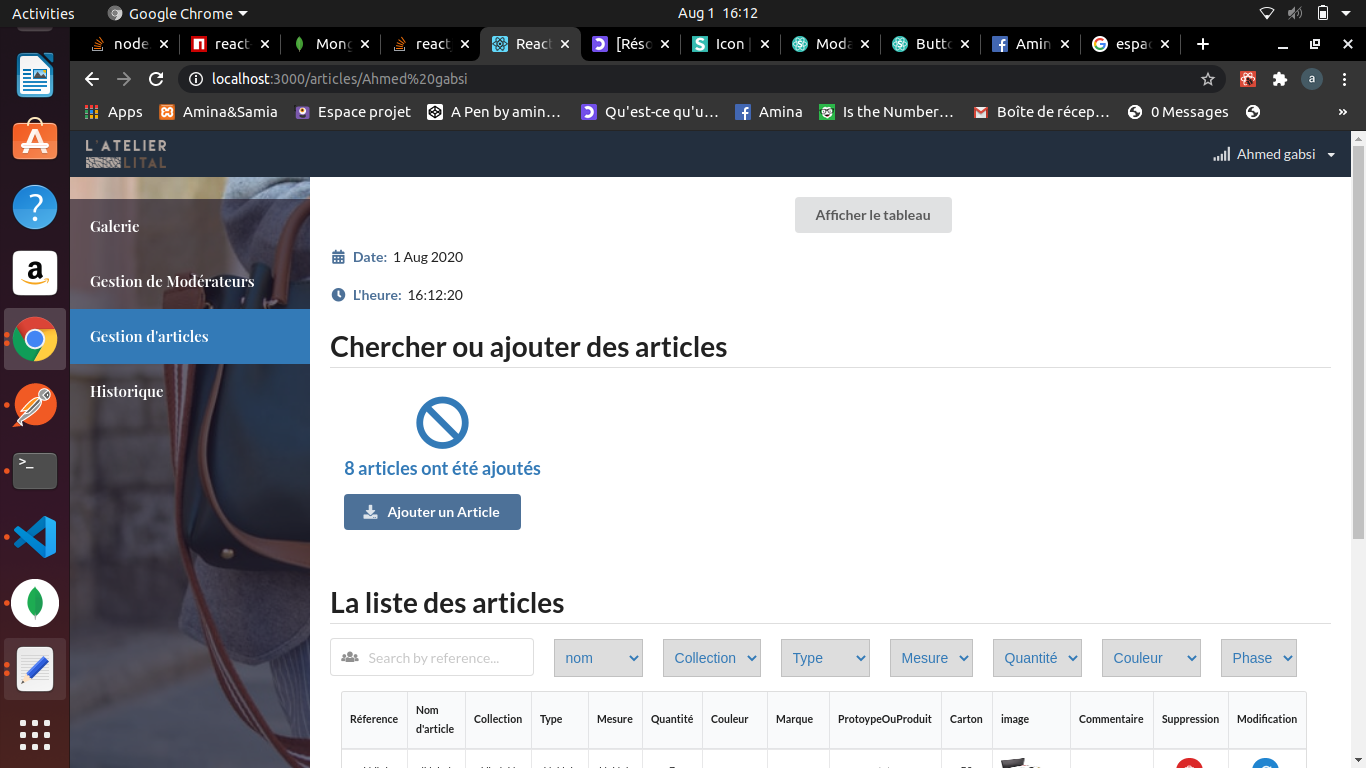 Activities Google Chrome Aug 1 16:12
node. react Mong react React [Réso Icon | Moda Butto Amin espa
localhost:3000/articles/Ahmed%20gabsi a
Apps Amina&Samia Espace projet A Pen by amin… Qu'est-ce qu'u… Amina Is the Number… Boîte de récep… 0 Messages »
L'ATELIER
LITAL
Ahmed gabsi
Galerie
Gestion de Modérateurs
Gestion d'articles
Historique
Afficher le tableau
Date: 1 Aug 2020
L'heure: 16:12:20
Chercher ou ajouter des articles
8 articles ont été ajoutés
Ajouter un Article
La liste des articles
Search by reference... nom Collection Type Mesure Quantité Couleur Phase
Réference Nom d'article Collection Type Mesure Quantité Couleur Marque ProtoypeOuProduit Carton image Commentaire Suppression Modification